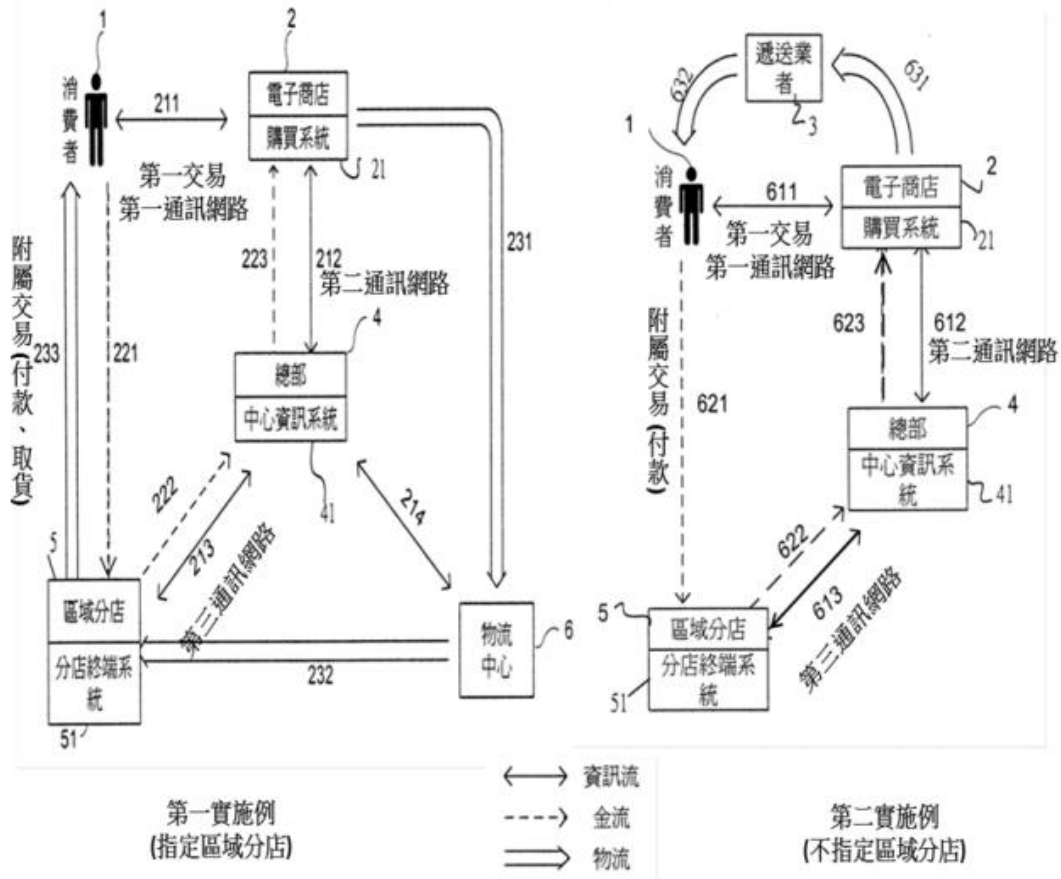 1
消費者
211
2
電子商店
購買系統
21
第一交易
第一通訊網路
223
212
第二通訊網路
231
附屬交易(付款、取貨)
233
221
4
總部
中心資訊系統
41
222
213
第三通訊網路
214
5
區域分店
分店終端系
統
51
232
物流
中心
6
第一實施例
(指定區域分店)
遞送業
者
3
632
631
1
消費者
611
2
電子商店
購買系統
21
第一交易
第一通訊網路
623
612
第二通訊網路
附屬交易(付款)
621
4
總部
中心資訊系
統
41
622
613
第三通訊網路
5
區域分店
分店終端系
統
51
第二實施例
(不指定區域分店)
資訊流
金流
物流